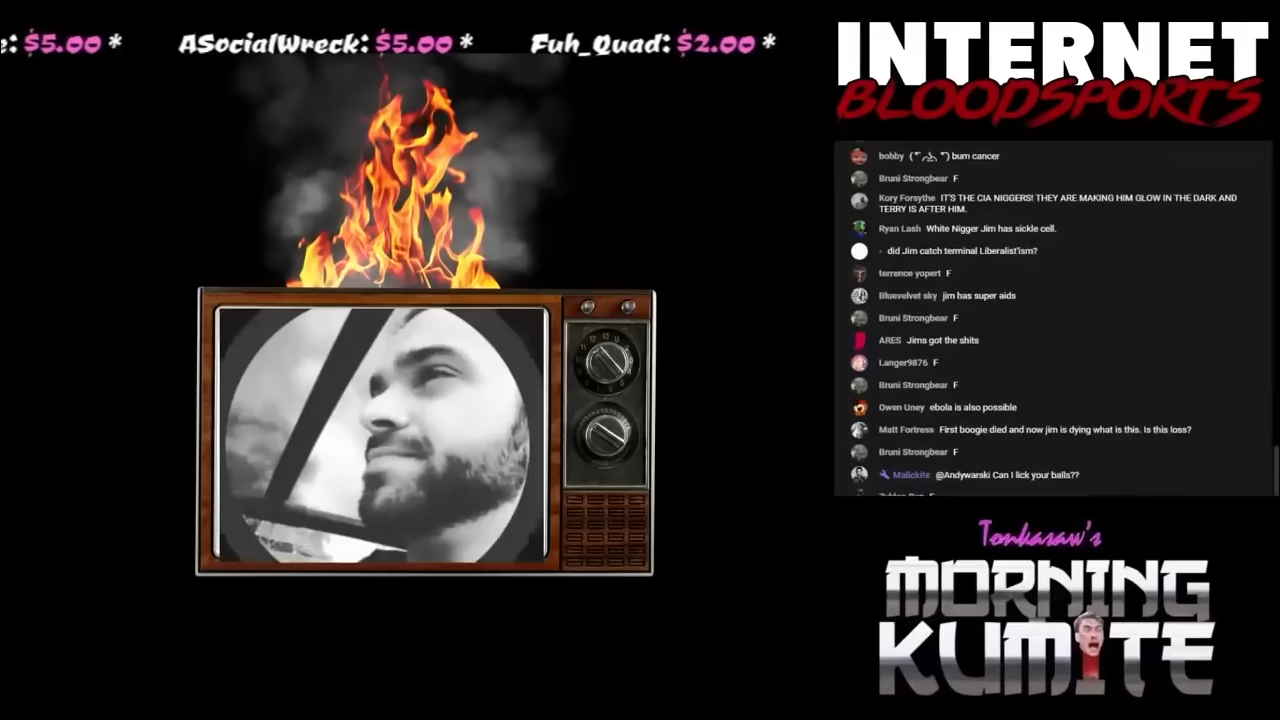 e: $5.00 * ASocialWreck: $5.00 * Fuh_Quad: $2.00 *
INTERNET
BLOODSPORTS
bobby ( ͡° ͜ʖ ͡°) burn cancer
Bruni Strongbear F
Kory Forsythe IT'S THE CIA NIGGERS! THEY ARE MAKING HIM GLOW IN THE DARK AND
TERRY IS AFTER HIM.
Ryan Lash White Nigger Jim has sickle cell.
- did Jim catch terminal Liberalist'ism?
terrence yopert F
Bluevelvet sky jim has super aids
Bruni Strongbear F
ARES Jims got the shits
Langer9876 F
Bruni Strongbear F
Owen Uney ebola is also possible
Matt Fortress First boogie died and now jim is dying what is this. Is this loss?
Bruni Strongbear F
Malickite @Andywarski Can I lick your balls??
Tonkasaw's
MORNING
KUMITE